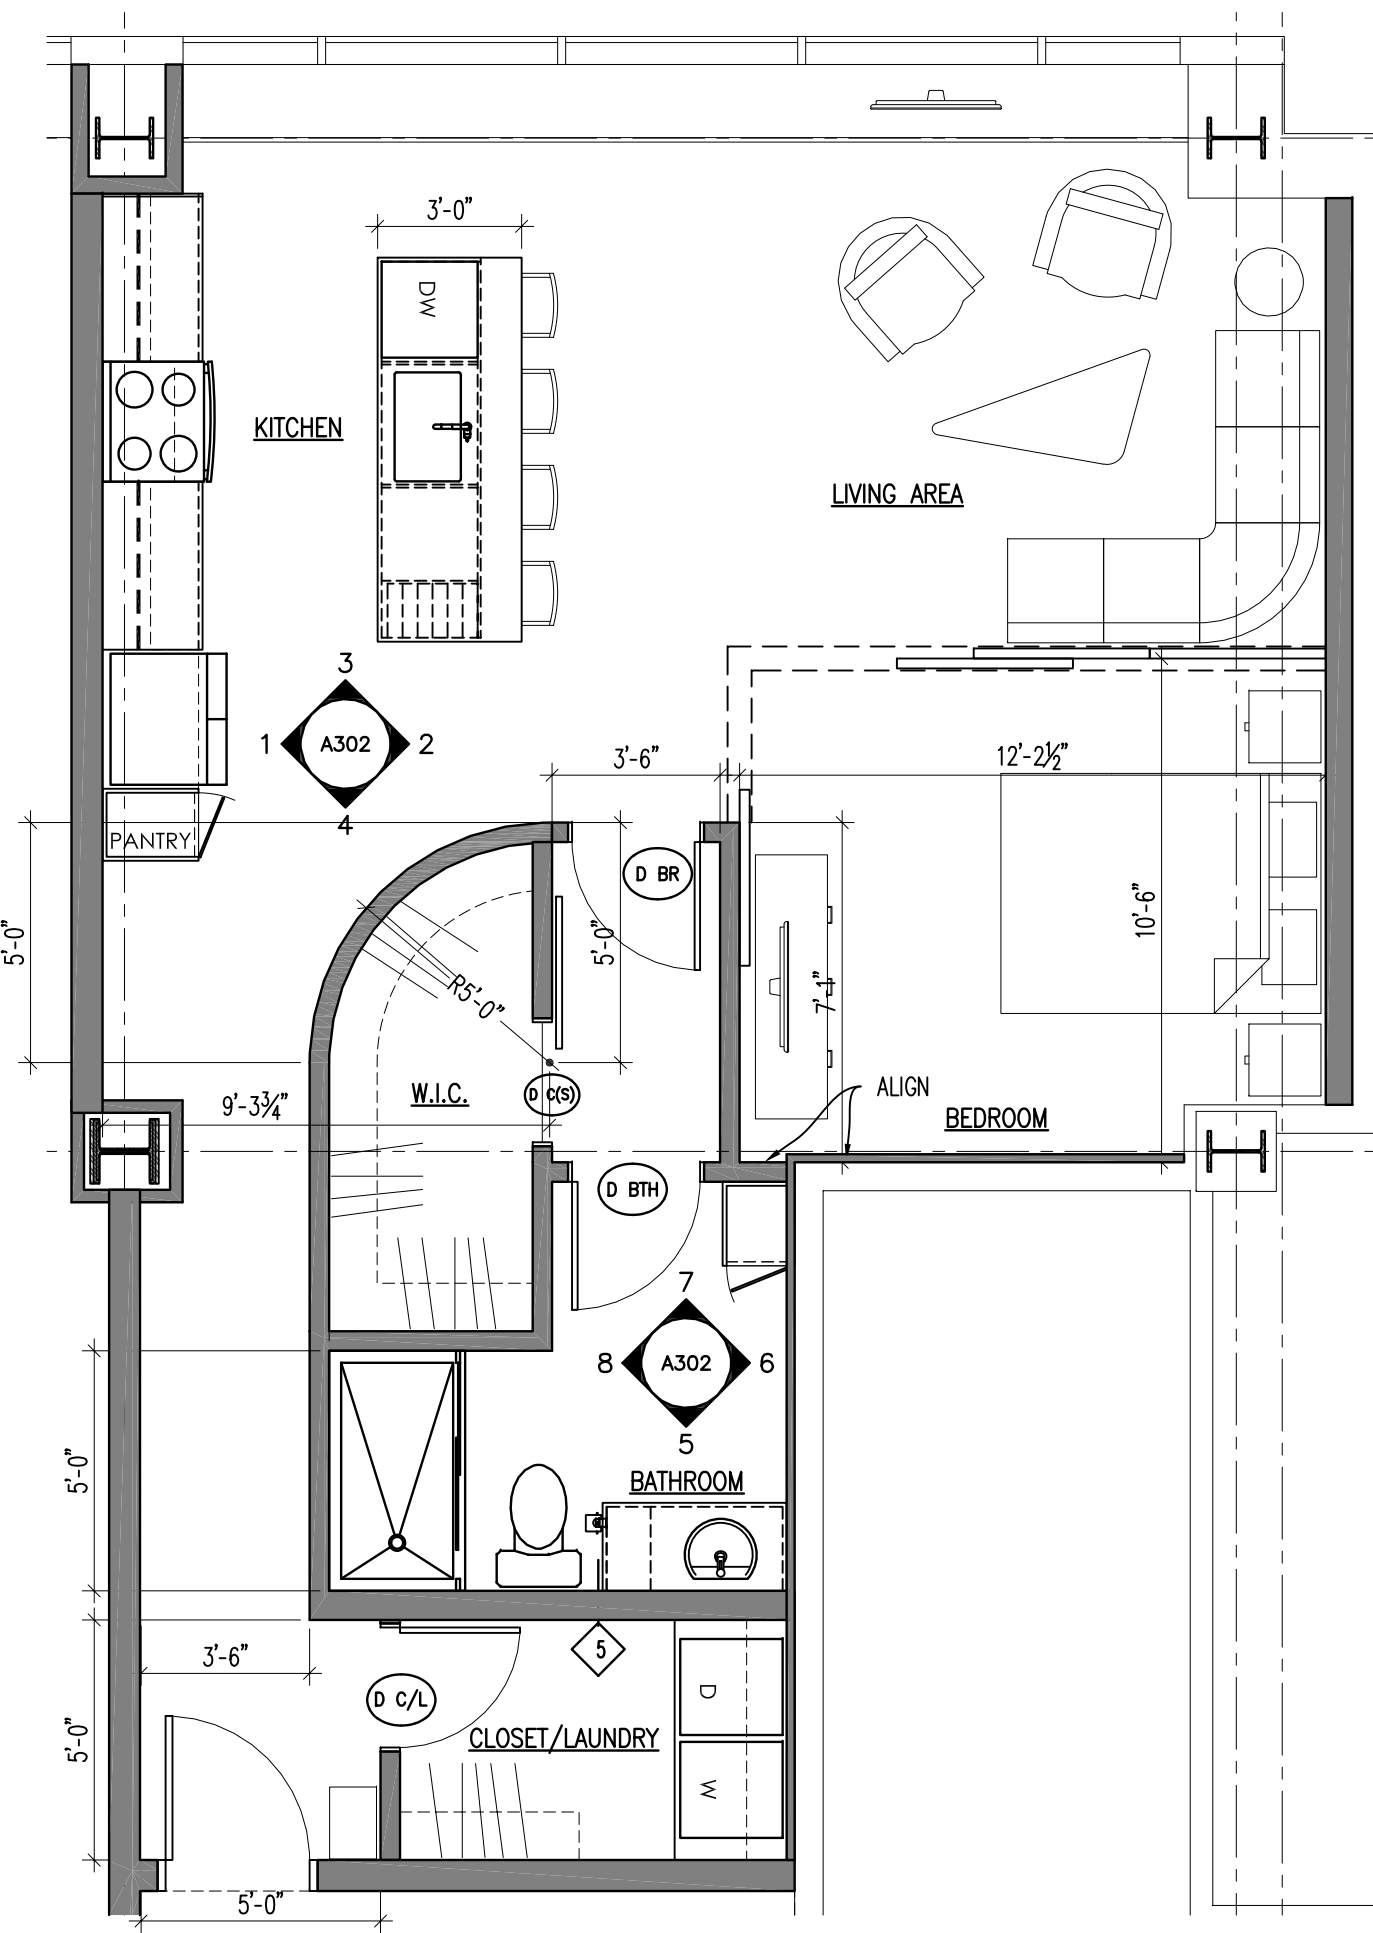 3'-0"
DW
KITCHEN
LIVING AREA
3
1
A302
2
4
3'-6"
12'-2½"
PANTRY
D BR
5'-0"
5'-0"
10'-6"
R5'-0"
7'-1"
W.I.C.
D C(S)
ALIGN
9'-3¾"
BEDROOM
D BTH
7
8
A302
6
5
5'-0"
BATHROOM
5
3'-6"
D C/L
D
5'-0"
CLOSET/LAUNDRY
W
5'-0"